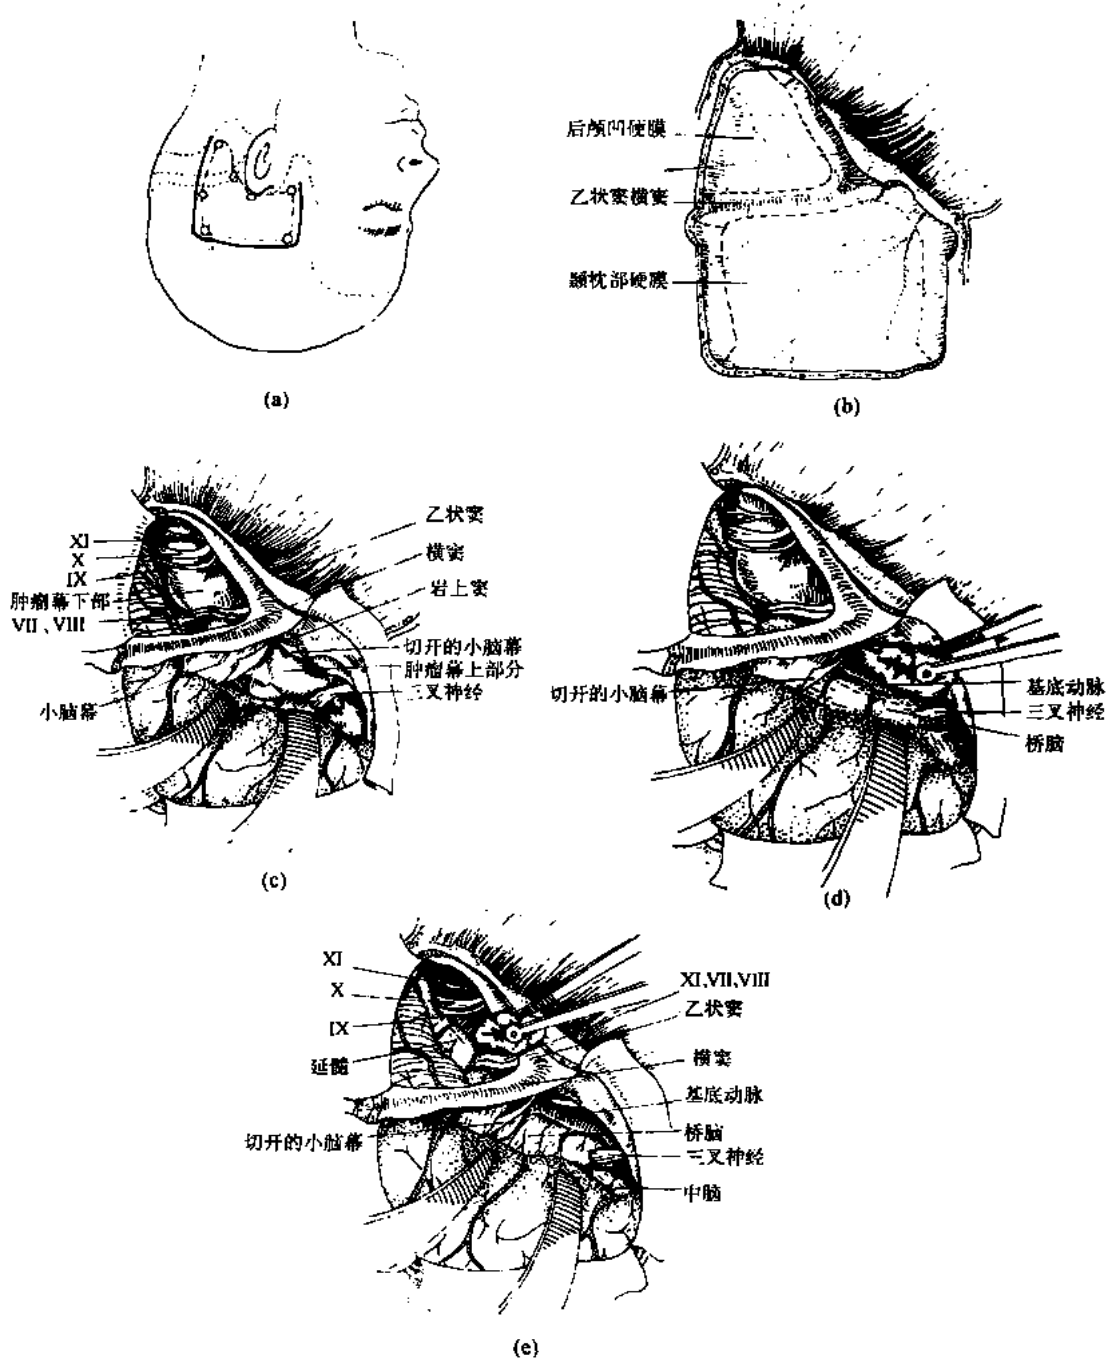 (a)
后颅凹硬膜
乙状窦横窦
颞枕部硬膜
(b)
XI
X
IX
肿瘤幕下部
VII、VIII
小脑幕
乙状窦
横窦
岩上窦
切开的小脑幕
肿瘤幕上部分
三叉神经
(c)
切开的小脑幕
基底动脉
三叉神经
桥脑
(d)
XI
X
IX
延髓
切开的小脑幕
XI,VII,VIII
乙状窦
横窦
基底动脉
桥脑
三叉神经
中脑
(e)